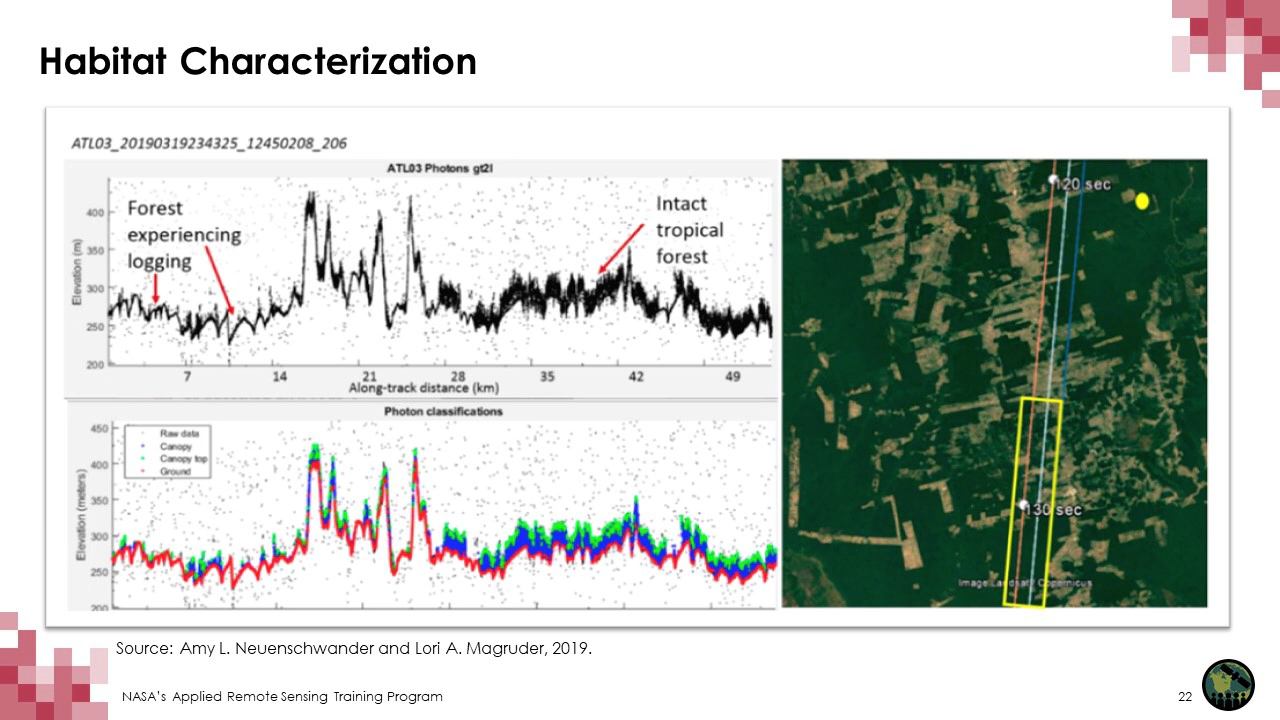 Habitat Characterization
ATL03_20190319234325_12450208_206
ATL03 Photons gt2l
Forest
experiencing
logging
Intact
tropical
forest
Elevation (m)
400
350
300
250
200
7 14 21 28 35 42 49
Along-track distance (km)
Photon classifications
Raw data
Canopy
Canopy top
Ground
Elevation (meters)
450
400
350
300
250
200
120 sec
130 sec
Image Landsat / Copernicus
Source: Amy L. Neuenschwander and Lori A. Magruder, 2019.
NASA's Applied Remote Sensing Training Program
22